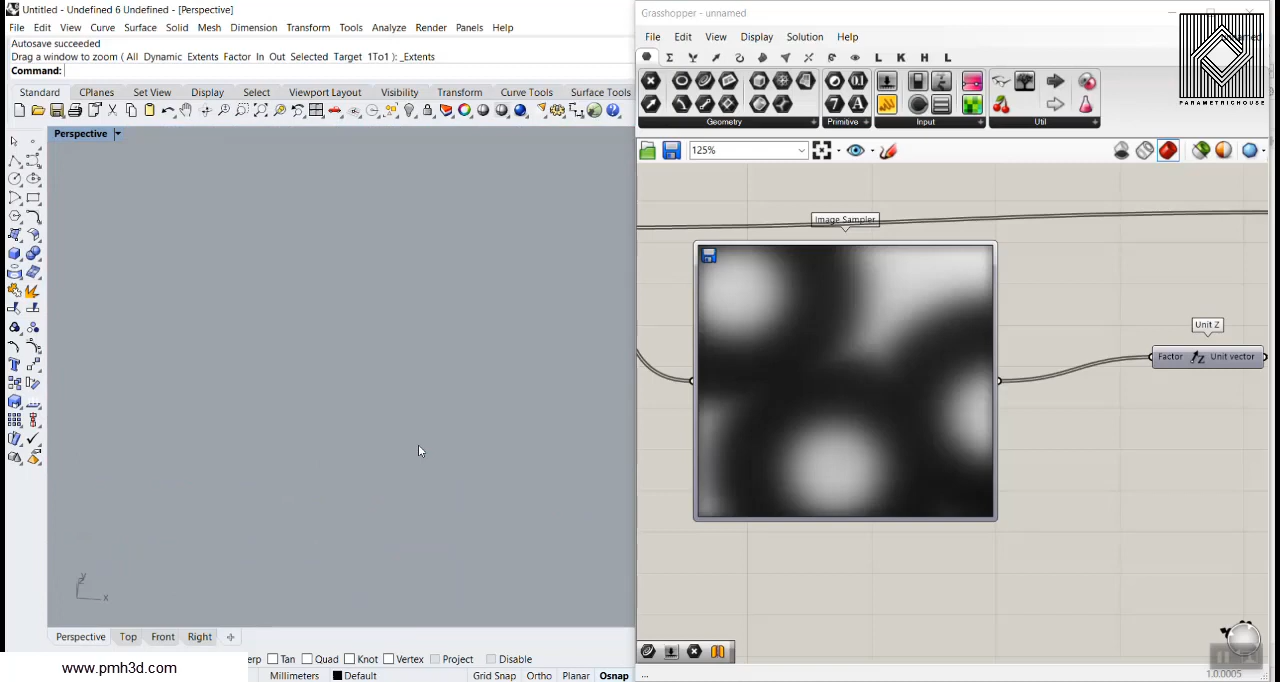 Untitled - Undefined 6 Undefined - [Perspective]
File Edit View Curve Surface Solid Mesh Dimension Transform Tools Analyze Render Panels Help
Autosave succeeded
Drag a window to zoom ( All Dynamic Extents Factor In Out Selected Target 1To1 ): _Extents
Command:
Standard CPlanes Set View Display Select Viewport Layout Visibility Transform Curve Tools Surface Tools
Perspective
y
x
Perspective Top Front Right
erp Tan Quad Knot Vertex Project Disable
www.pmh3d.com
Millimeters Default Grid Snap Ortho Planar Osnap
Grasshopper - unnamed
File Edit View Display Solution Help
L K H L
PARAMETRICHOUSE
Geometry Primitive Input Util
125%
Image Sampler
Unit Z
Factor Unit vector
...
1.0.0005